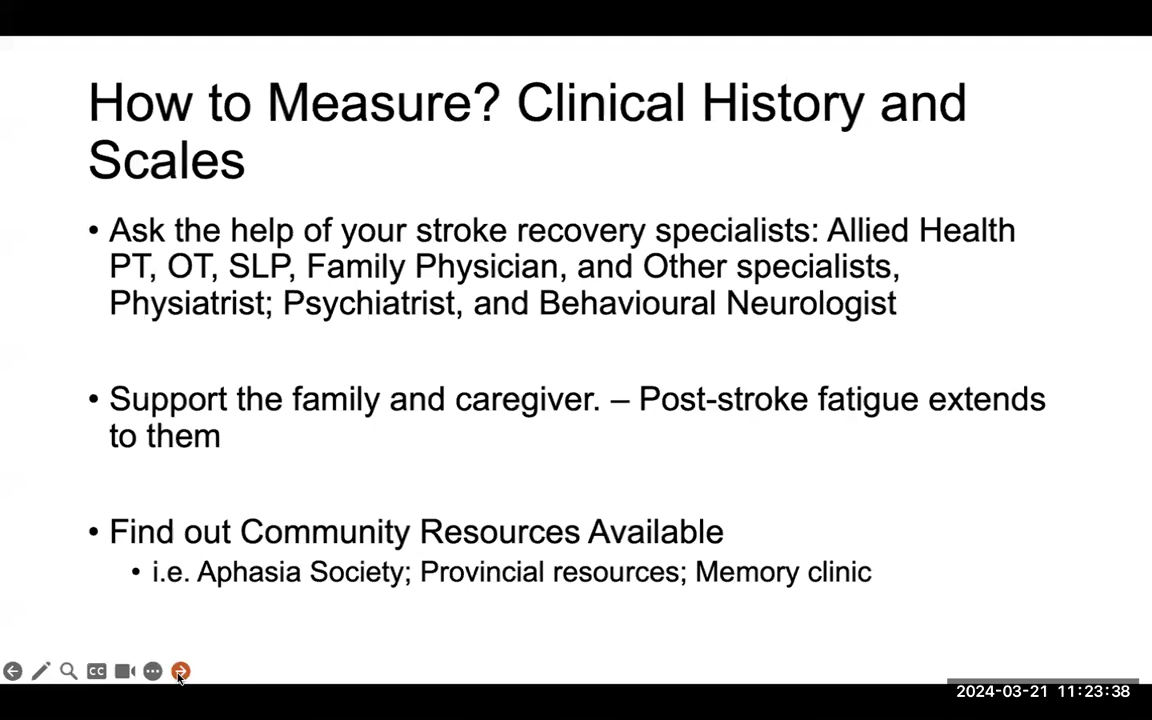 How to Measure? Clinical History and
Scales
• Ask the help of your stroke recovery specialists: Allied Health
PT, OT, SLP, Family Physician, and Other specialists,
Physiatrist; Psychiatrist, and Behavioural Neurologist
• Support the family and caregiver. – Post-stroke fatigue extends
to them
• Find out Community Resources Available
• i.e. Aphasia Society; Provincial resources; Memory clinic
CC
2024-03-21 11:23:38